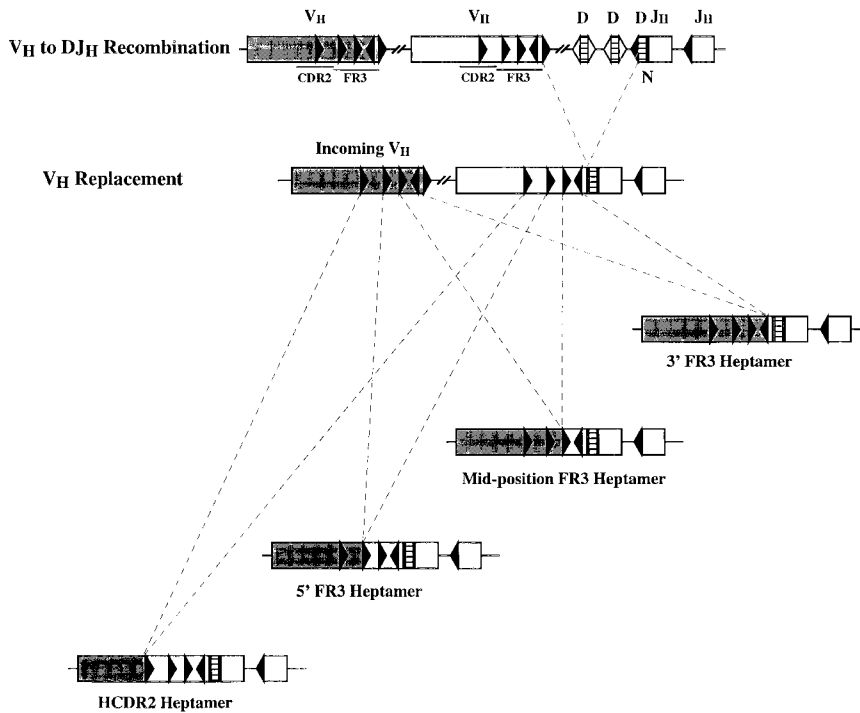 VH VH D D D JH JH
VH to DJH Recombination
CDR2 FR3 CDR2 FR3 N
Incoming VH
VH Replacement
3' FR3 Heptamer
Mid-position FR3 Heptamer
5' FR3 Heptamer
HCDR2 Heptamer